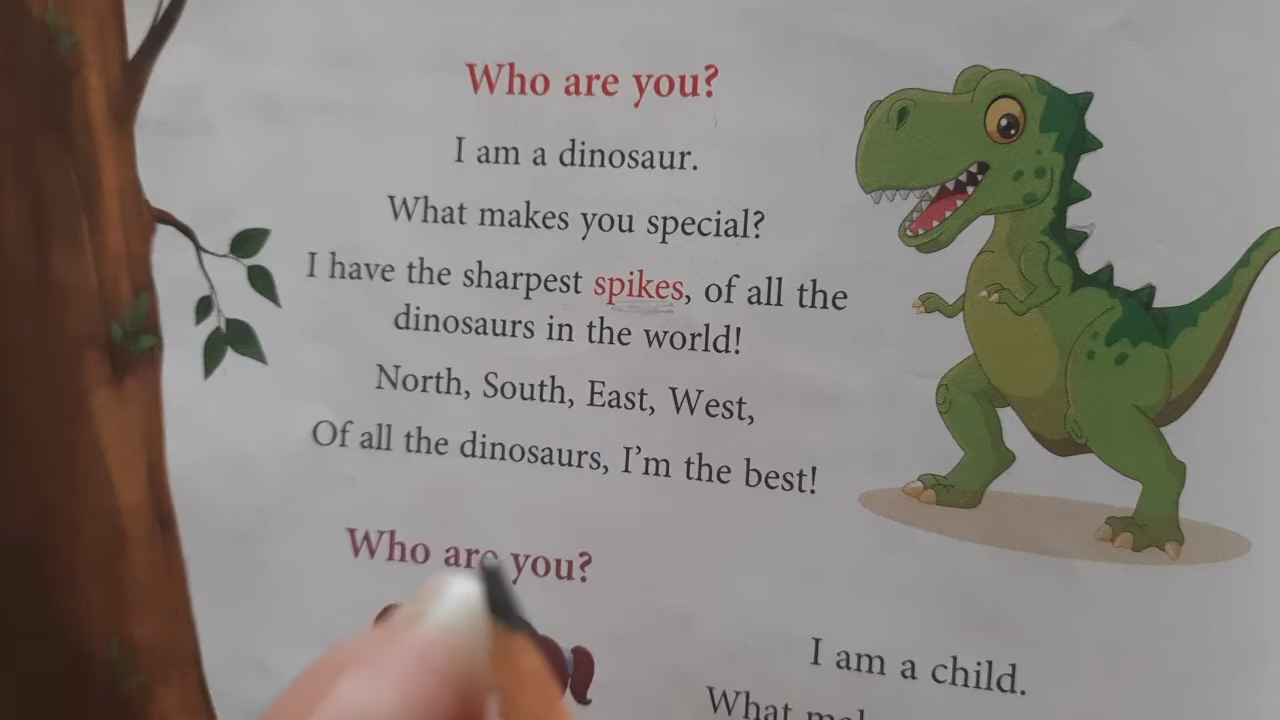 Who are you?
I am a dinosaur.
What makes you special?
I have the sharpest spikes, of all the
dinosaurs in the world!
North, South, East, West,
Of all the dinosaurs, I'm the best!
Who are you?
I am a child.
What